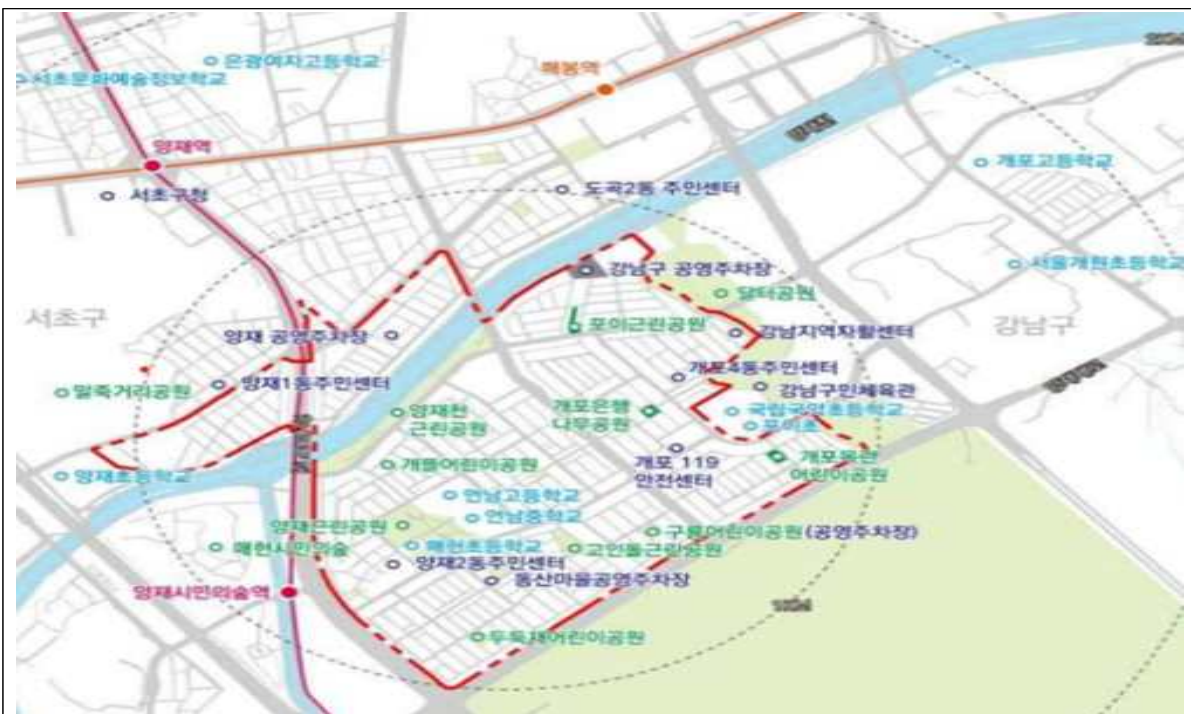 은광여자고등학교
서초문화예술정보학교
매봉역
양재역
개포고등학교
서초구청
도곡2동 주민센터
서울개원초등학교
강남구 공영주차장
달터공원
서초구
포이근린공원
강남구
양재 공영주차장
강남지역자활센터
개포4동주민센터
양재1동주민센터
강남구민체육관
말죽거리공원
국립국악초등학교
양재천
근린공원
개포은행
나무공원
포이초
개포 119
안전센터
개포목련
어린이공원
양재초등학교
개들어린이공원
언남고등학교
언남중학교
양재근린공원
구룡어린이공원(공영주차장)
매헌시민의숲
매헌초등학교
고인돌근린공원
양재2동주민센터
동산마을공영주차장
양재시민의숲역
1km